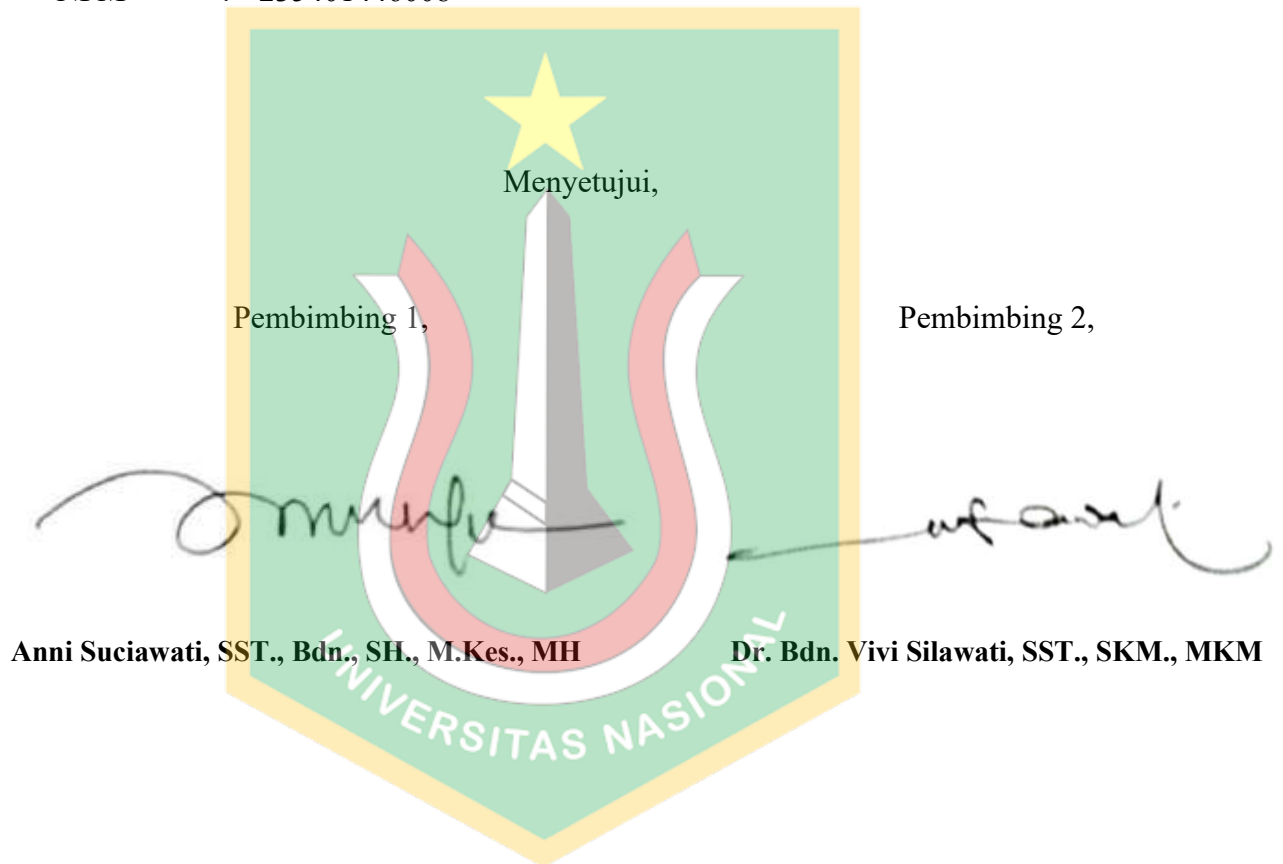 Menyetujui,
Pembimbing 1, Pembimbing 2,
Anni Suciawati, SST., Bdn., SH., M.Kes., MH Dr. Bdn. Vivi Silawati, SST., SKM., MKM
UNIVERSITAS NASIONAL